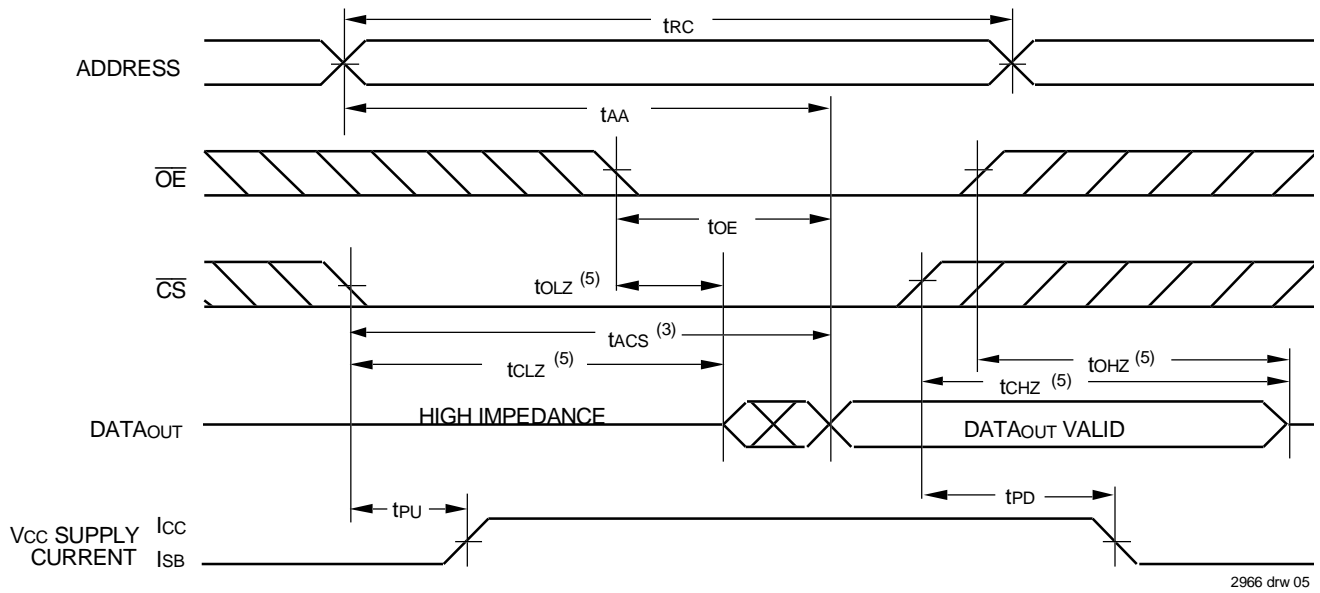 tRC
ADDRESS
tAA
OE
tOE
CS
tOLZ (5)
tACS (3)
tOHZ (5)
tCLZ (5)
tCHZ (5)
HIGH IMPEDANCE
DATAOUT
DATAOUT VALID
tPU
tPD
VCC SUPPLY ICC
CURRENT ISB
2966 drw 05